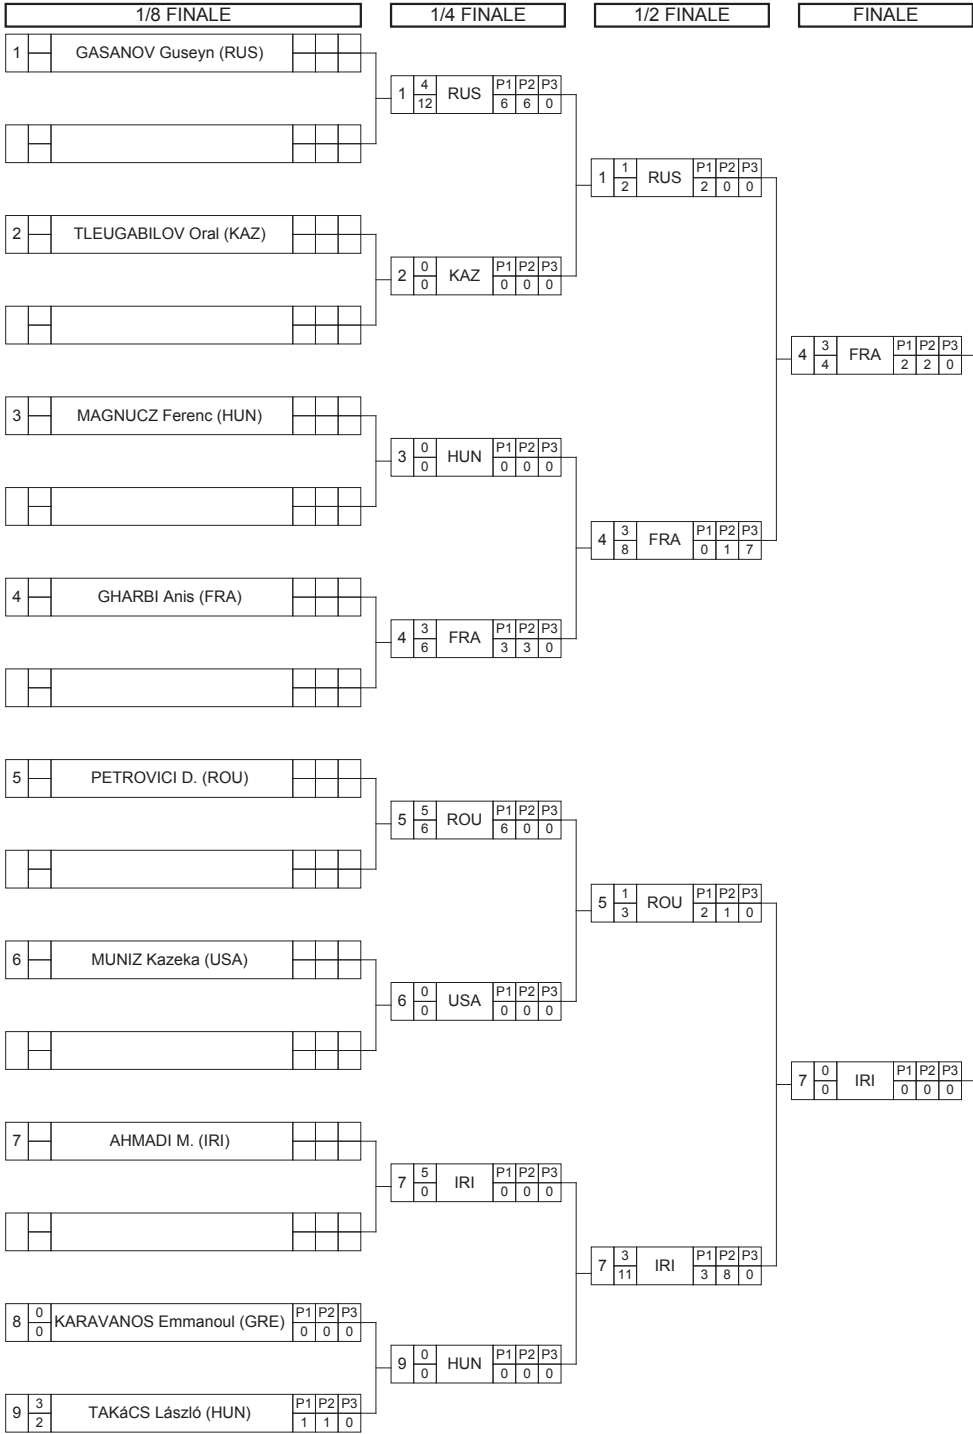 1/8 FINALE 1/4 FINALE 1/2 FINALE FINALE
1 GASANOV Guseyn (RUS)
1 4 12 RUS P1 P2 P3 6 6 0
1 1 2 RUS P1 P2 P3 2 0 0
2 TLEUGABILOV Oral (KAZ)
2 0 0 KAZ P1 P2 P3 0 0 0
4 3 4 FRA P1 P2 P3 2 2 0
3 MAGNUCZ Ferenc (HUN)
3 0 0 HUN P1 P2 P3 0 0 0
4 3 8 FRA P1 P2 P3 0 1 7
4 GHARBI Anis (FRA)
4 3 6 FRA P1 P2 P3 3 3 0
5 PETROVICI D. (ROU)
5 5 6 ROU P1 P2 P3 6 0 0
5 1 3 ROU P1 P2 P3 2 1 0
6 MUNIZ Kazeka (USA)
6 0 0 USA P1 P2 P3 0 0 0
7 0 0 IRI P1 P2 P3 0 0 0
7 AHMADI M. (IRI)
7 5 0 IRI P1 P2 P3 0 0 0
7 3 11 IRI P1 P2 P3 3 8 0
8 0 0 KARAVANOS Emmanoul (GRE) P1 P2 P3 0 0 0
9 0 0 HUN P1 P2 P3 0 0 0
9 3 2 TAKáCS László (HUN) P1 P2 P3 1 1 0